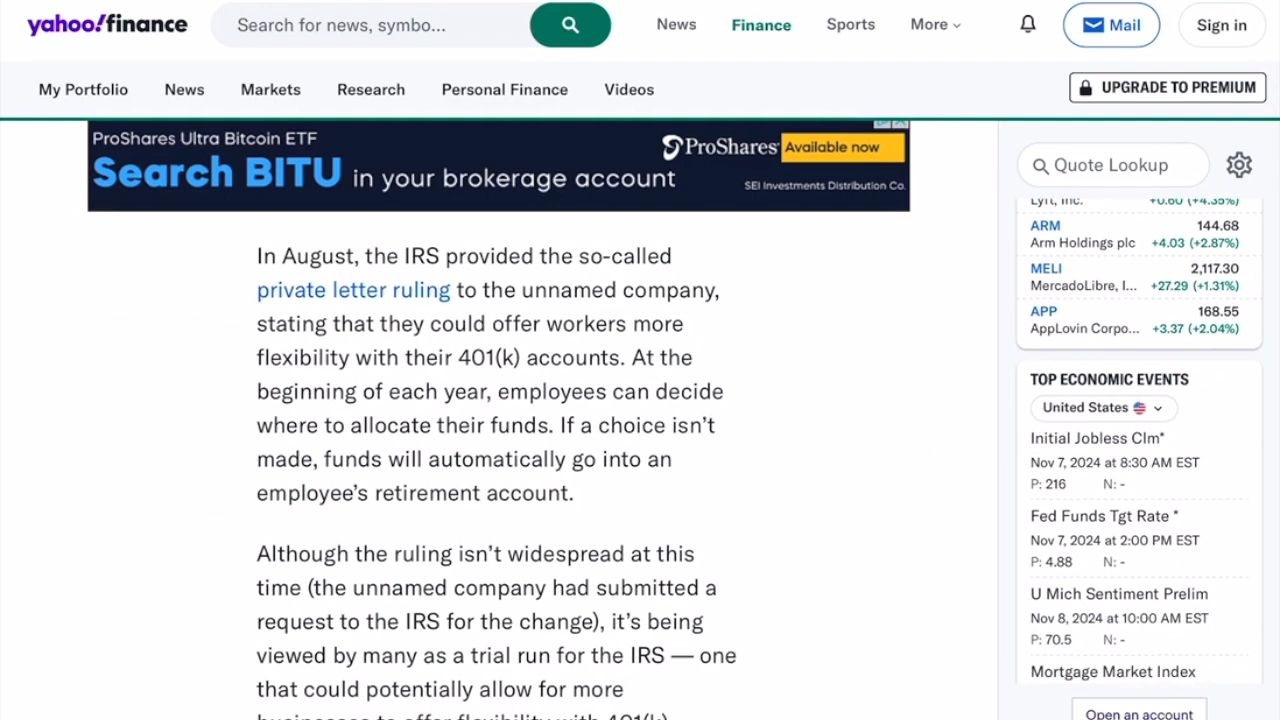 yahoo!finance
Search for news, symbo...
News
Finance
Sports
More
Mail
Sign in
My Portfolio
News
Markets
Research
Personal Finance
Videos
UPGRADE TO PREMIUM
ProShares Ultra Bitcoin ETF
Search BITU in your brokerage account
ProShares
Available now
SEI Investments Distribution Co.
In August, the IRS provided the so-called
private letter ruling to the unnamed company,
stating that they could offer workers more
flexibility with their 401(k) accounts. At the
beginning of each year, employees can decide
where to allocate their funds. If a choice isn't
made, funds will automatically go into an
employee's retirement account.
Although the ruling isn't widespread at this
time (the unnamed company had submitted a
request to the IRS for the change), it's being
viewed by many as a trial run for the IRS — one
that could potentially allow for more
businesses to offer flexibility with 401(k)
Quote Lookup
Lyft, Inc. +0.60 (+4.35%)
ARM 144.68
Arm Holdings plc +4.03 (+2.87%)
MELI 2,117.30
MercadoLibre, I... +27.29 (+1.31%)
APP 168.55
AppLovin Corpo... +3.37 (+2.04%)
TOP ECONOMIC EVENTS
United States
Initial Jobless Clm*
Nov 7, 2024 at 8:30 AM EST
P: 216 N: -
Fed Funds Tgt Rate *
Nov 7, 2024 at 2:00 PM EST
P: 4.88 N: -
U Mich Sentiment Prelim
Nov 8, 2024 at 10:00 AM EST
P: 70.5 N: -
Mortgage Market Index
Open an account